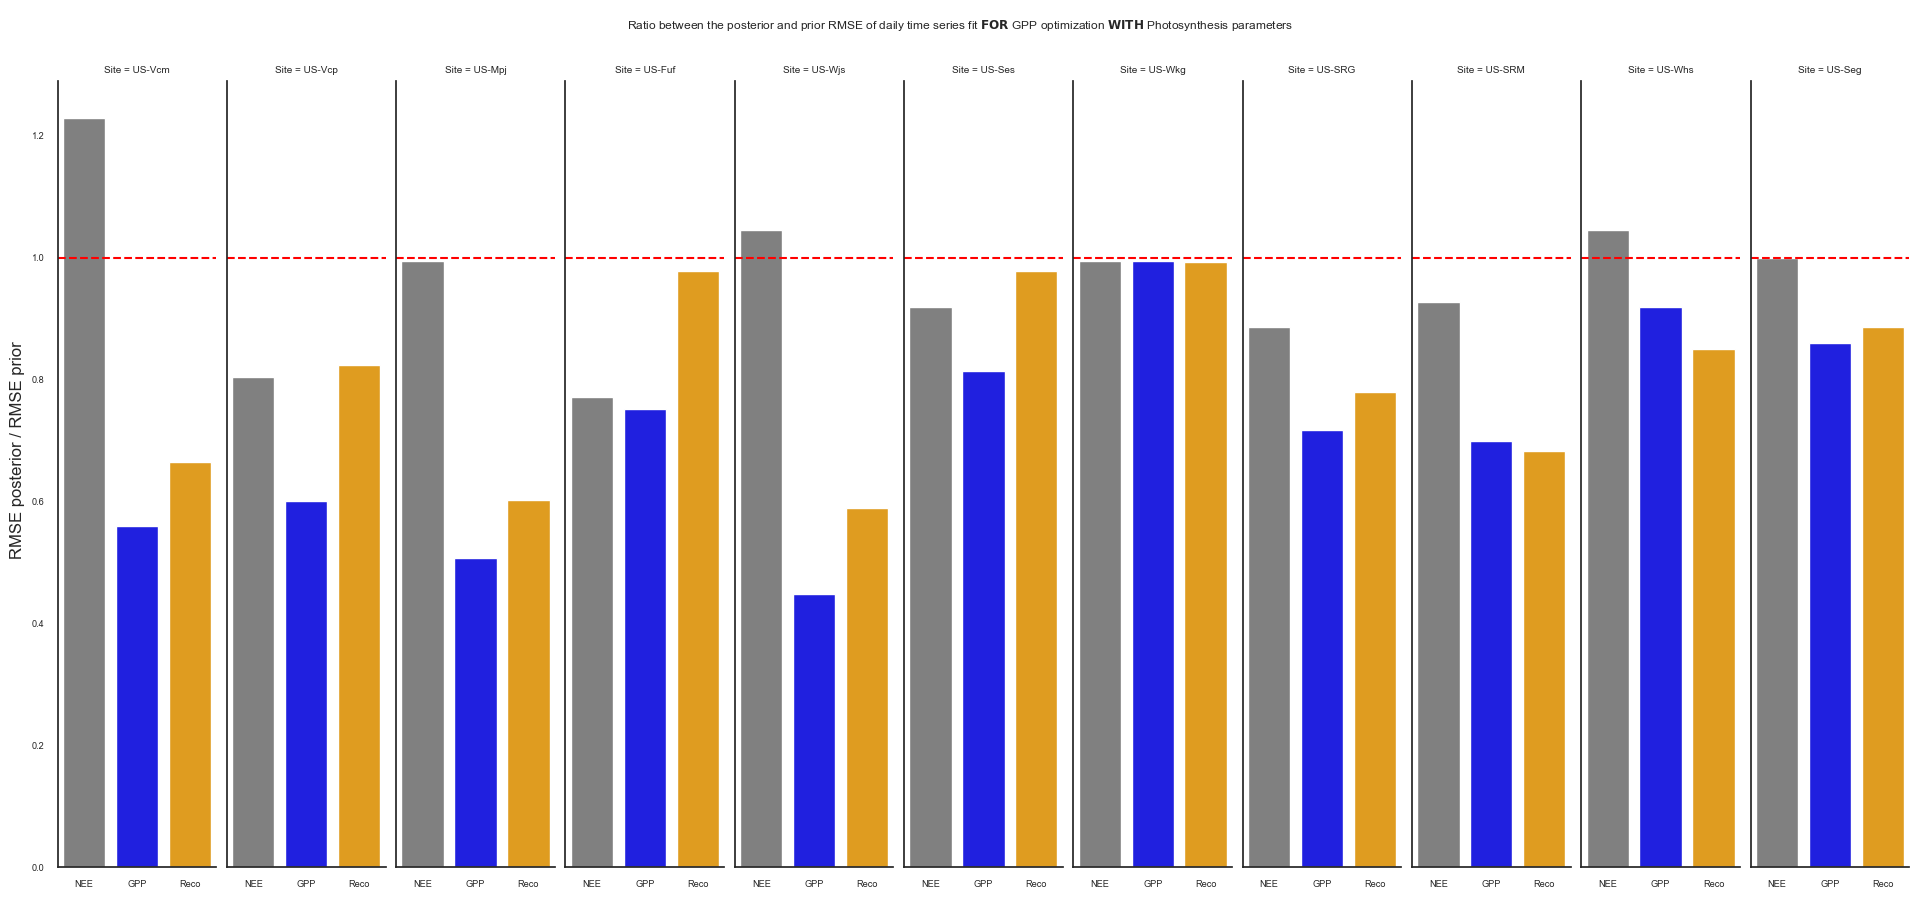 Ratio between the posterior and prior RMSE of daily time series fit FOR GPP optimization WITH Photosynthesis parameters
Site = US-Vcm Site = US-Vcp Site = US-Mpj Site = US-Fuf Site = US-Wjs Site = US-Ses Site = US-Wkg Site = US-SRG Site = US-SRM Site = US-Whs Site = US-Seg
RMSE posterior / RMSE prior
1.2
1.0
0.8
0.6
0.4
0.2
0.0
NEE GPP Reco NEE GPP Reco NEE GPP Reco NEE GPP Reco NEE GPP Reco NEE GPP Reco NEE GPP Reco NEE GPP Reco NEE GPP Reco NEE GPP Reco NEE GPP Reco